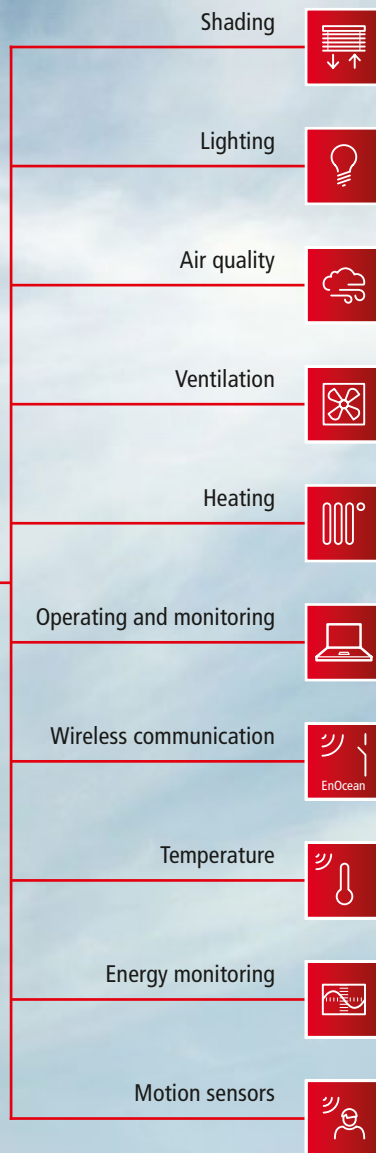 Shading
Lighting
Air quality
Ventilation
Heating
Operating and monitoring
Wireless communication
EnOcean
Temperature
Energy monitoring
Motion sensors